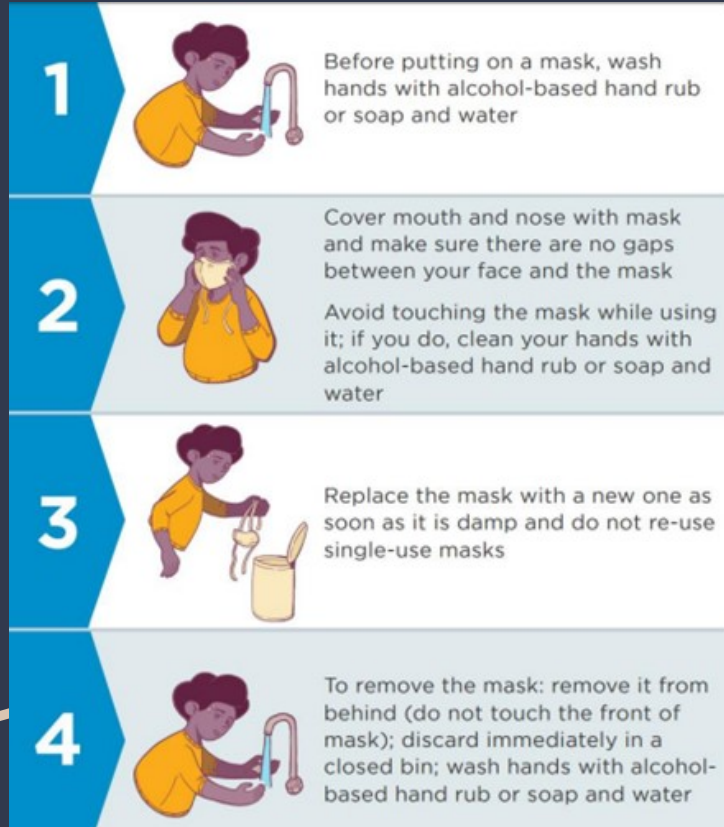 1
Before putting on a mask, wash
hands with alcohol-based hand rub
or soap and water
2
Cover mouth and nose with mask
and make sure there are no gaps
between your face and the mask
Avoid touching the mask while using
it; if you do, clean your hands with
alcohol-based hand rub or soap and
water
3
Replace the mask with a new one as
soon as it is damp and do not re-use
single-use masks
4
To remove the mask: remove it from
behind (do not touch the front of
mask); discard immediately in a
closed bin; wash hands with alcohol-
based hand rub or soap and water